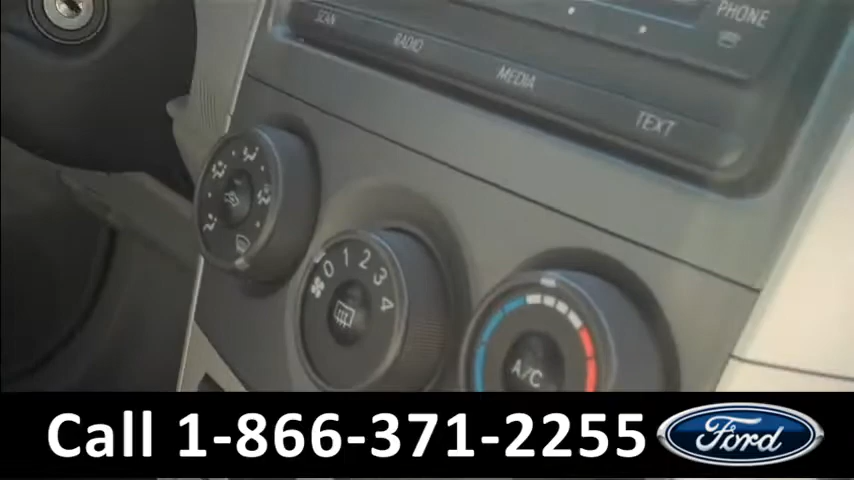 SCAN RADIO MEDIA TEXT
PHONE
0 1 2 3 4
A/C
Call 1-866-371-2255 Ford